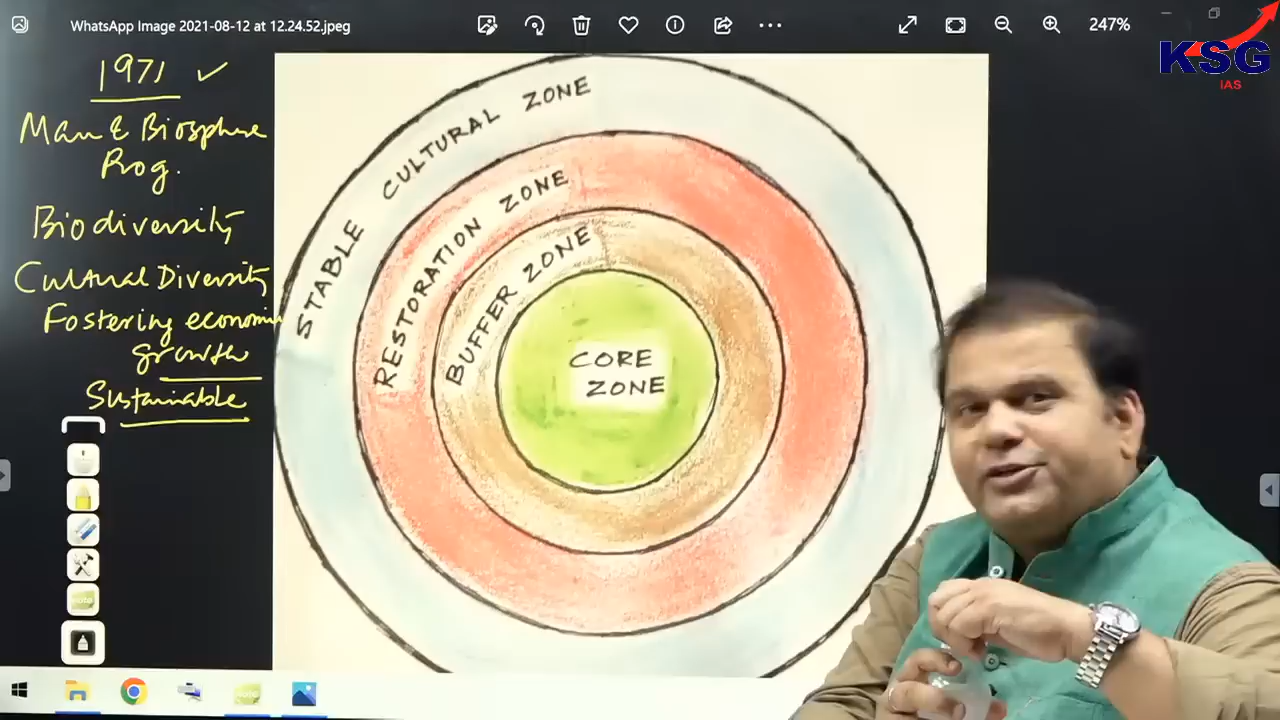 WhatsApp Image 2021-08-12 at 12.24.52.jpeg
247%
KSG
IAS
1971 ✓
Man & Biosphere
Prog.
Biodiversity
Cultural Diversity
Fostering economic
growth
Sustainable
STABLE CULTURAL ZONE
RESTORATION ZONE
BUFFER ZONE
CORE
ZONE